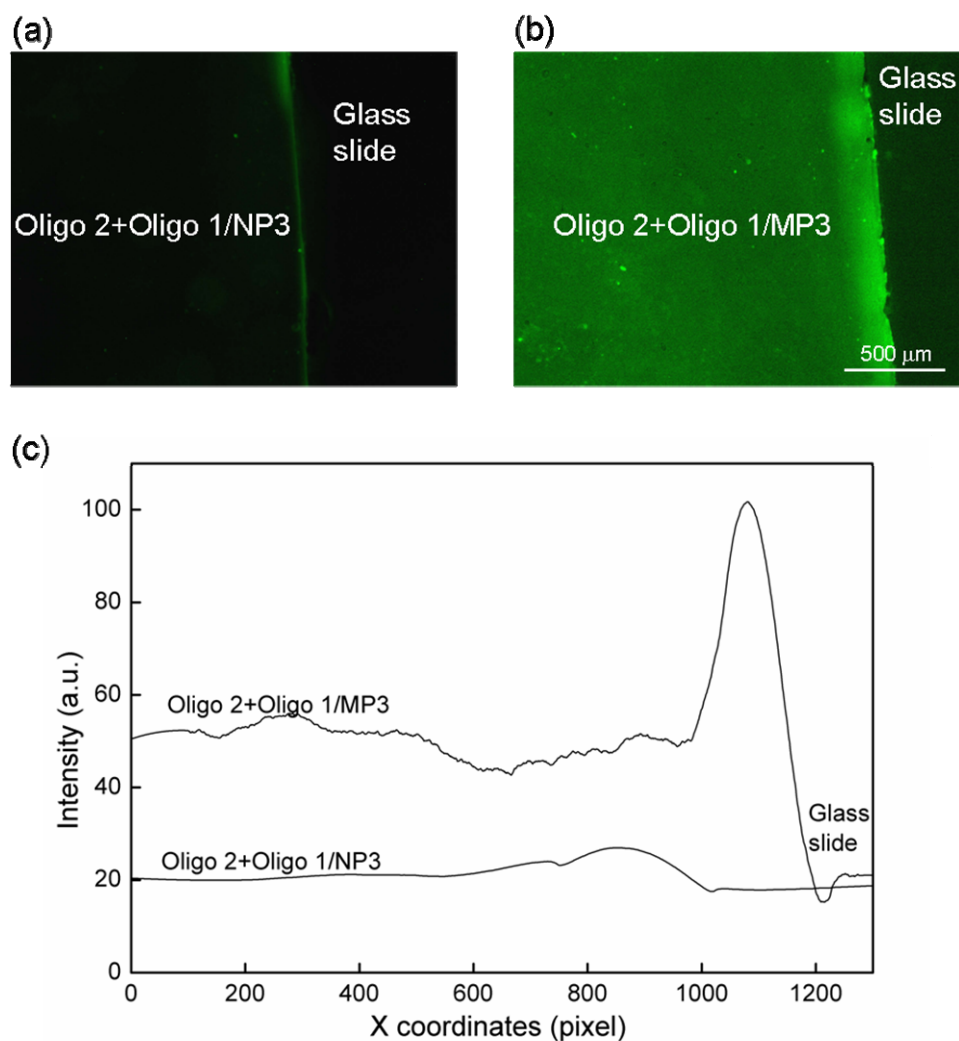 (a)
(b)
Glass
slide
Oligo 2+Oligo 1/NP3
Glass
slide
Oligo 2+Oligo 1/MP3
500 μm
(c)
100
80
60
40
20
0
Intensity (a.u.)
Oligo 2+Oligo 1/MP3
Oligo 2+Oligo 1/NP3
Glass
slide
0 200 400 600 800 1000 1200
X coordinates (pixel)